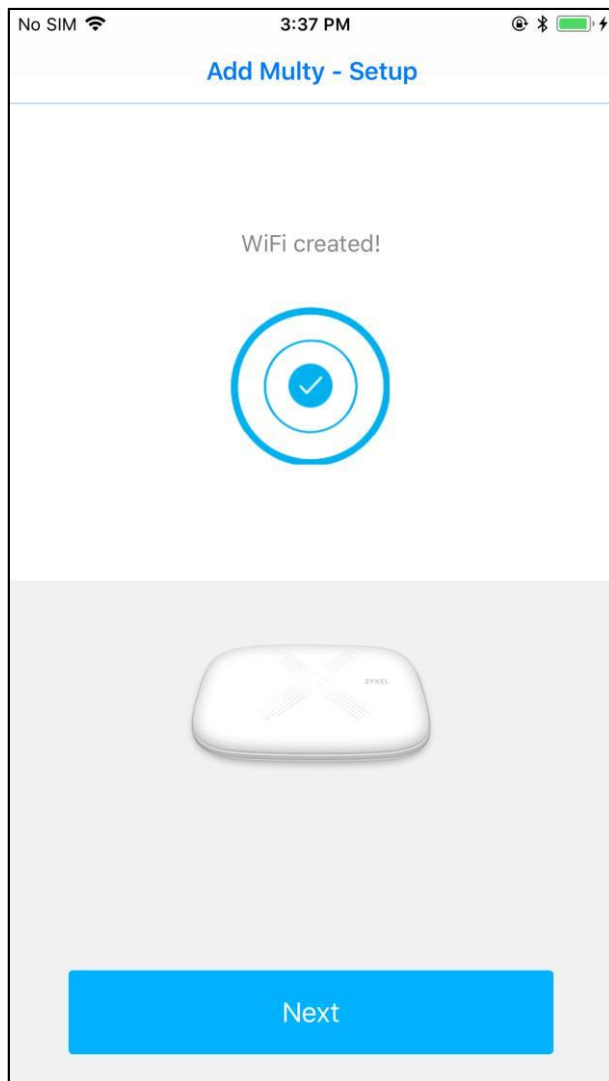 No SIM
3:37 PM
Add Multy - Setup
WiFi created!
ZYXEL
Next